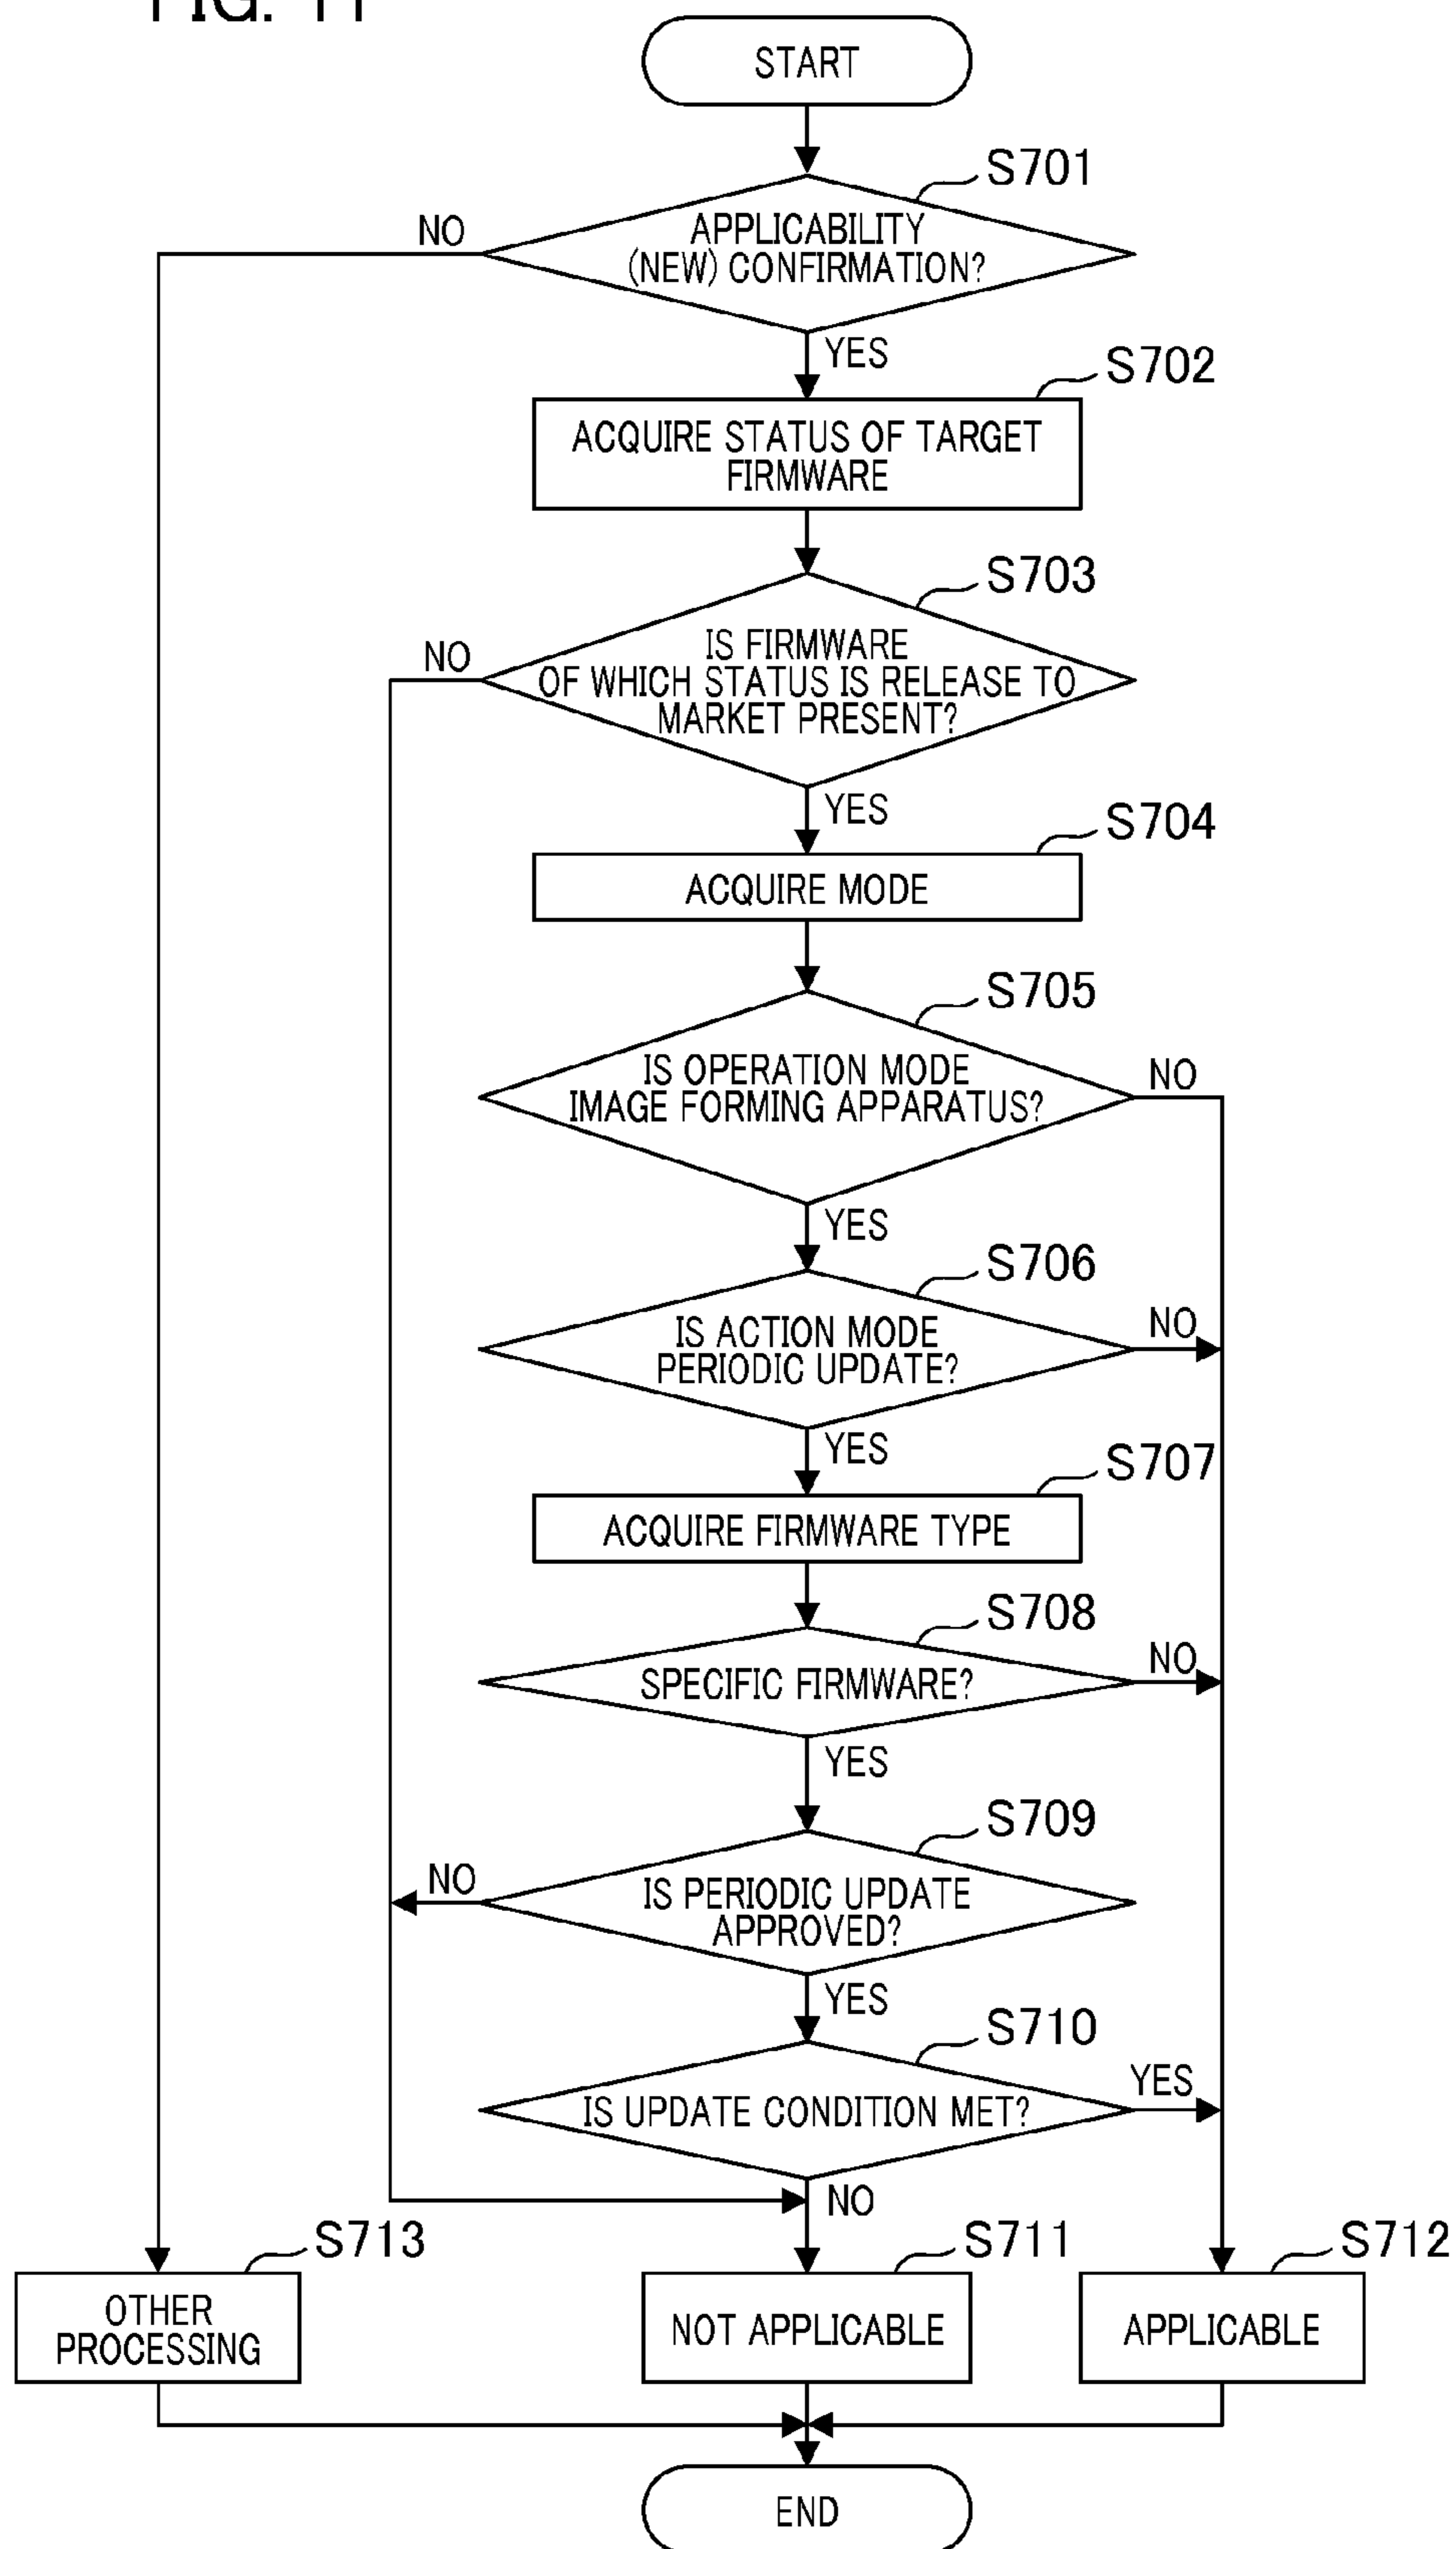 FIG. 11
START
S701
NO
APPLICABILITY
(NEW) CONFIRMATION?
YES
S702
ACQUIRE STATUS OF TARGET
FIRMWARE
S703
NO
IS FIRMWARE
OF WHICH STATUS IS RELEASE TO
MARKET PRESENT?
YES
S704
ACQUIRE MODE
S705
IS OPERATION MODE
IMAGE FORMING APPARATUS?
NO
YES
S706
IS ACTION MODE
PERIODIC UPDATE?
NO
YES
S707
ACQUIRE FIRMWARE TYPE
S708
SPECIFIC FIRMWARE?
NO
YES
S709
NO
IS PERIODIC UPDATE
APPROVED?
YES
S710
IS UPDATE CONDITION MET?
YES
NO
S713
OTHER
PROCESSING
S711
NOT APPLICABLE
S712
APPLICABLE
END